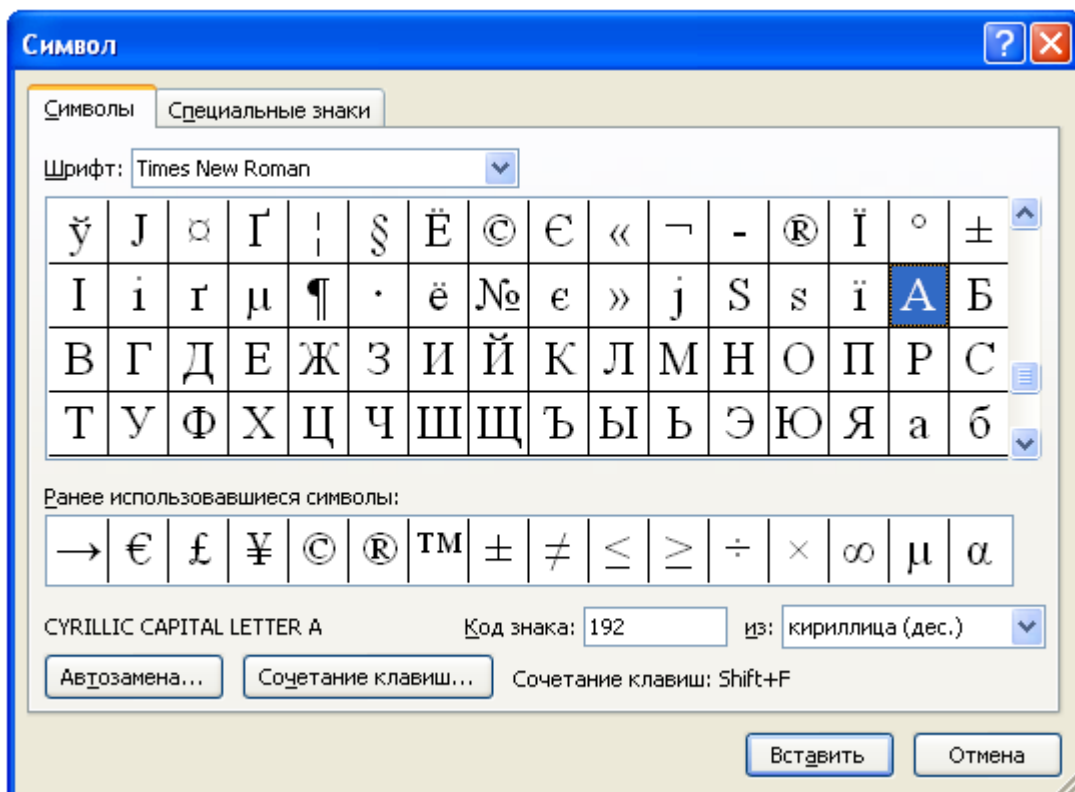 Символ
Символы Специальные знаки
Шрифт: Times New Roman
ў Ј ¤ Ґ ¦ § Ё © Є « ¬ - ® Ї ° ±
І і ґ µ ¶ · ё № є » ј Ѕ ѕ ї А Б
В Г Д Е Ж З И Й К Л М Н О П Р С
Т У Ф Х Ц Ч Ш Щ Ъ Ы Ь Э Ю Я а б
Ранее использовавшиеся символы:
→ € £ ¥ © ® ™ ± ≠ ≤ ≥ ÷ × ∞ µ α
CYRILLIC CAPITAL LETTER A Код знака: 192 из: кириллица (дес.)
Автозамена... Сочетание клавиш... Сочетание клавиш: Shift+F
Вставить Отмена